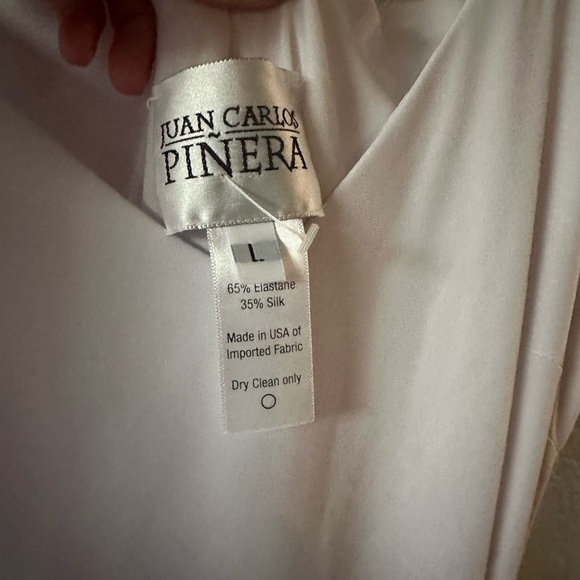 JUAN CARLOS
PIÑERA
L
65% Elastane
35% Silk
Made in USA of
Imported Fabric
Dry Clean only